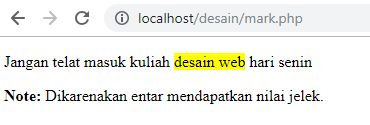 localhost/desain/mark.php
Jangan telat masuk kuliah desain web hari senin
Note: Dikarenakan entar mendapatkan nilai jelek.